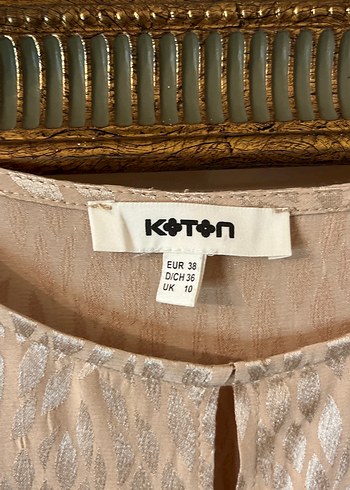 KOTON
EUR 38
D/CH 36
UK 10